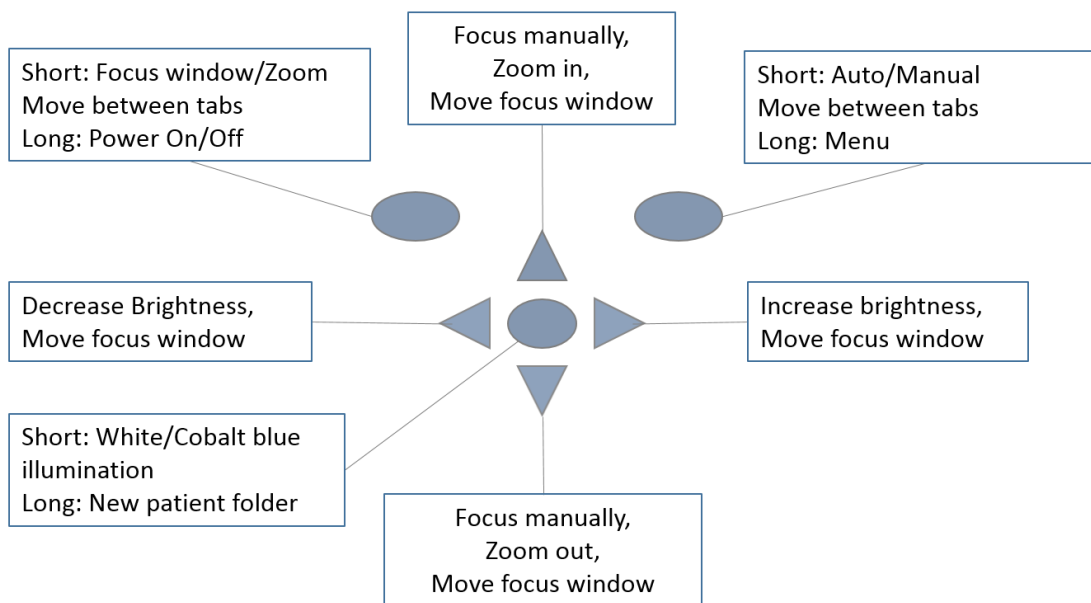 Focus manually,
Zoom in,
Move focus window
Short: Focus window/Zoom
Move between tabs
Long: Power On/Off
Short: Auto/Manual
Move between tabs
Long: Menu
Decrease Brightness,
Move focus window
Increase brightness,
Move focus window
Short: White/Cobalt blue
illumination
Long: New patient folder
Focus manually,
Zoom out,
Move focus window